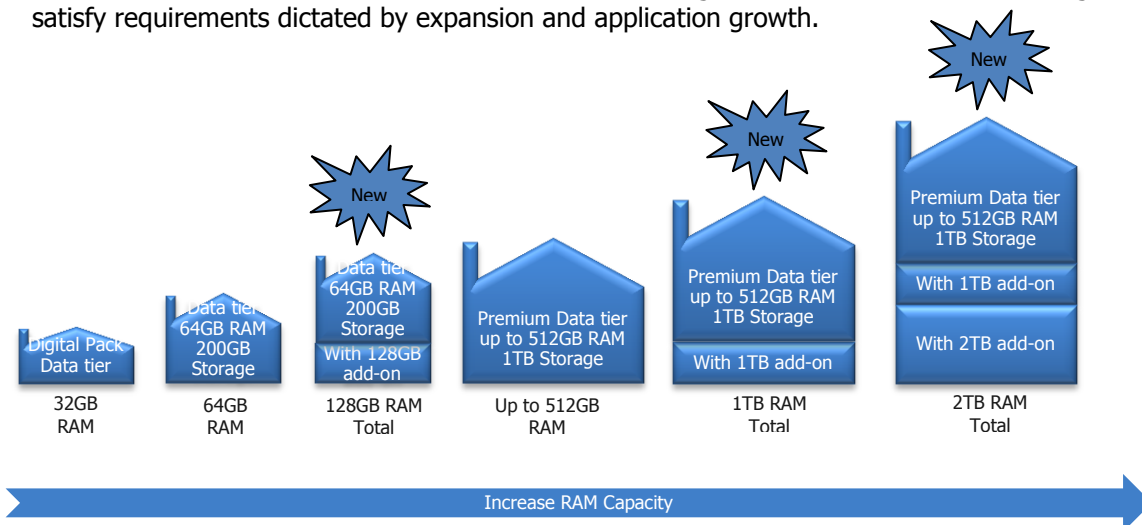 satisfy requirements dictated by expansion and application growth.
New
New
New
Digital Pack
Data tier
32GB
RAM
Data tier
64GB RAM
200GB
Storage
64GB
RAM
Data tier
64GB RAM
200GB
Storage
With 128GB
add-on
128GB RAM
Total
Premium Data tier
up to 512GB RAM
1TB Storage
Up to 512GB
RAM
Premium Data tier
up to 512GB RAM
1TB Storage
With 1TB add-on
1TB RAM
Total
Premium Data tier
up to 512GB RAM
1TB Storage
With 1TB add-on
With 2TB add-on
2TB RAM
Total
Increase RAM Capacity